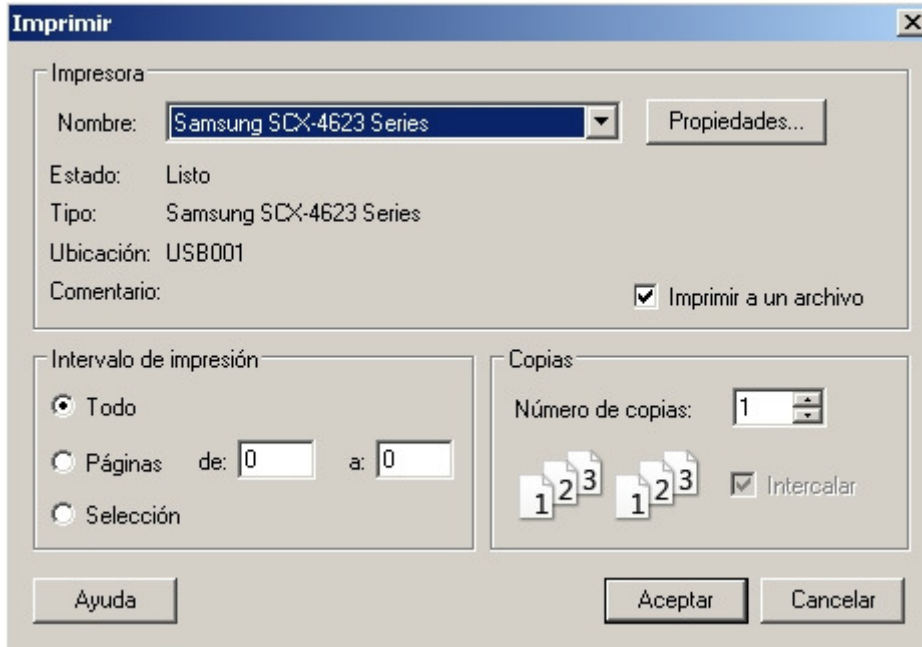 Imprimir
Impresora
Nombre: Samsung SCX-4623 Series Propiedades...
Estado: Listo
Tipo: Samsung SCX-4623 Series
Ubicación: USB001
Comentario: Imprimir a un archivo
Intervalo de impresión
Todo
Páginas de: 0 a: 0
Selección
Copias
Número de copias: 1
1 2 3 1 2 3 Intercalar
Ayuda Aceptar Cancelar